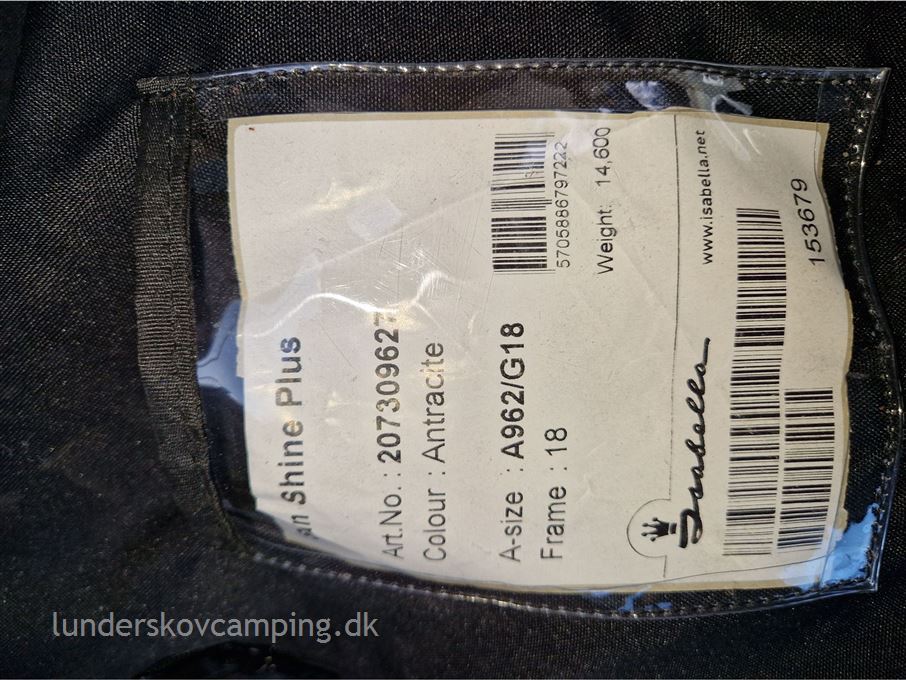 Shine Plus
Art.No. : 207309627
Colour : Antracite
A-size : A962/G18
Frame : 18
5705886797222
Weight: 14,600
Isabella
www.isabella.net
153679
lunderskovcamping.dk